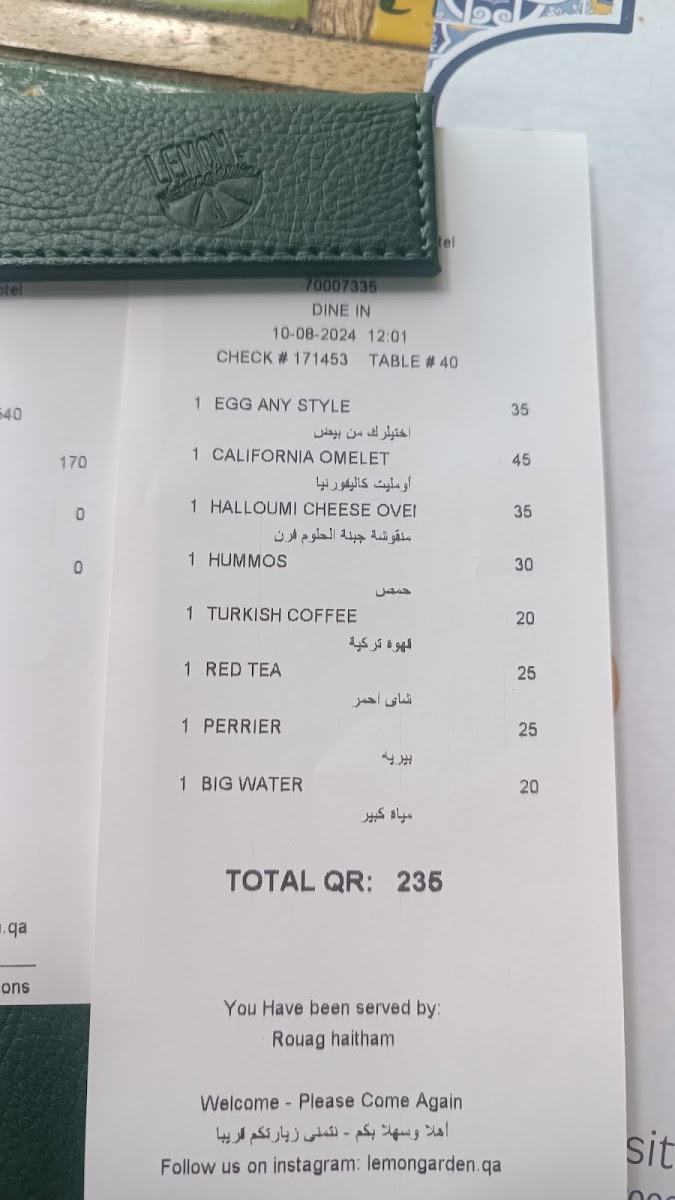 LEMON
tel
70007335
DINE IN
10-08-2024 12:01
CHECK # 171453 TABLE # 40
1 EGG ANY STYLE 35
اختيارك من بيض
1 CALIFORNIA OMELET 45
أومليت كاليفورنيا
1 HALLOUMI CHEESE OVEI 35
منقوشة جبنة الحلوم فرن
1 HUMMOS 30
حمص
1 TURKISH COFFEE 20
قهوة تركية
1 RED TEA 25
شاى احمر
1 PERRIER 25
بيريه
1 BIG WATER 20
مياة كبير
TOTAL QR: 235
You Have been served by:
Rouag haitham
Welcome - Please Come Again
أهلا وسهلا بكم - نتمنى زيارتكم قريبا
Follow us on instagram: lemongarden.qa
otel
540
170
0
0
.qa
ons
sit